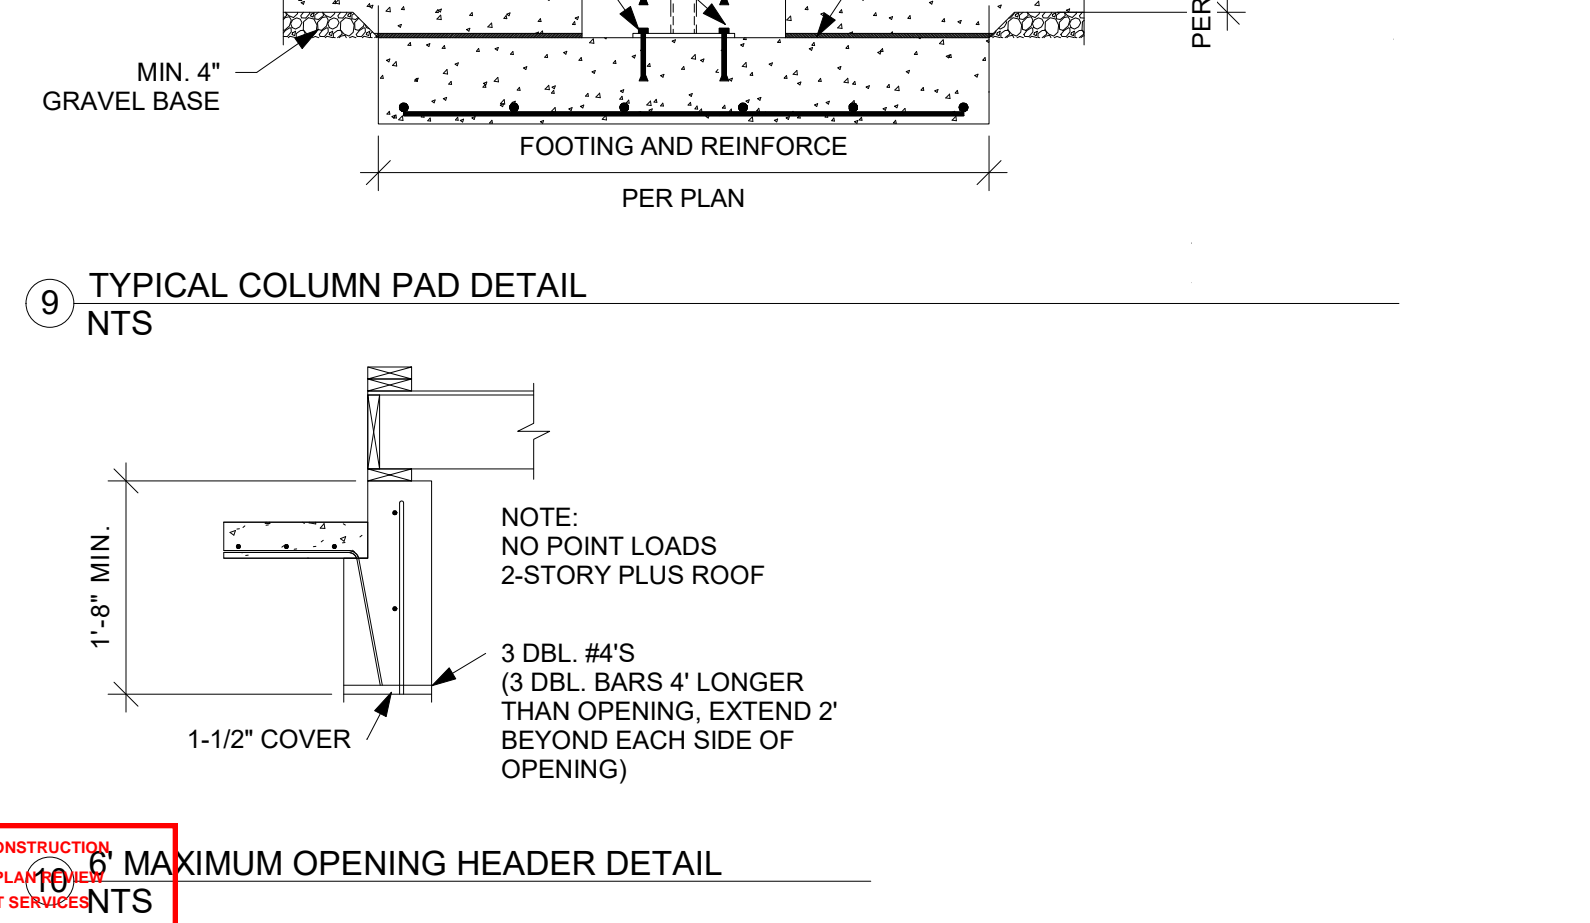 PER
MIN. 4"
GRAVEL BASE
FOOTING AND REINFORCE
PER PLAN
9
TYPICAL COLUMN PAD DETAIL
NTS
1'-8" MIN.
NOTE:
NO POINT LOADS
2-STORY PLUS ROOF
3 DBL. #4'S
(3 DBL. BARS 4' LONGER
THAN OPENING, EXTEND 2'
BEYOND EACH SIDE OF
OPENING)
1-1/2" COVER
ONSTRUCTION
PLAN REVIEW
T SERVICES
10
6' MAXIMUM OPENING HEADER DETAIL
NTS